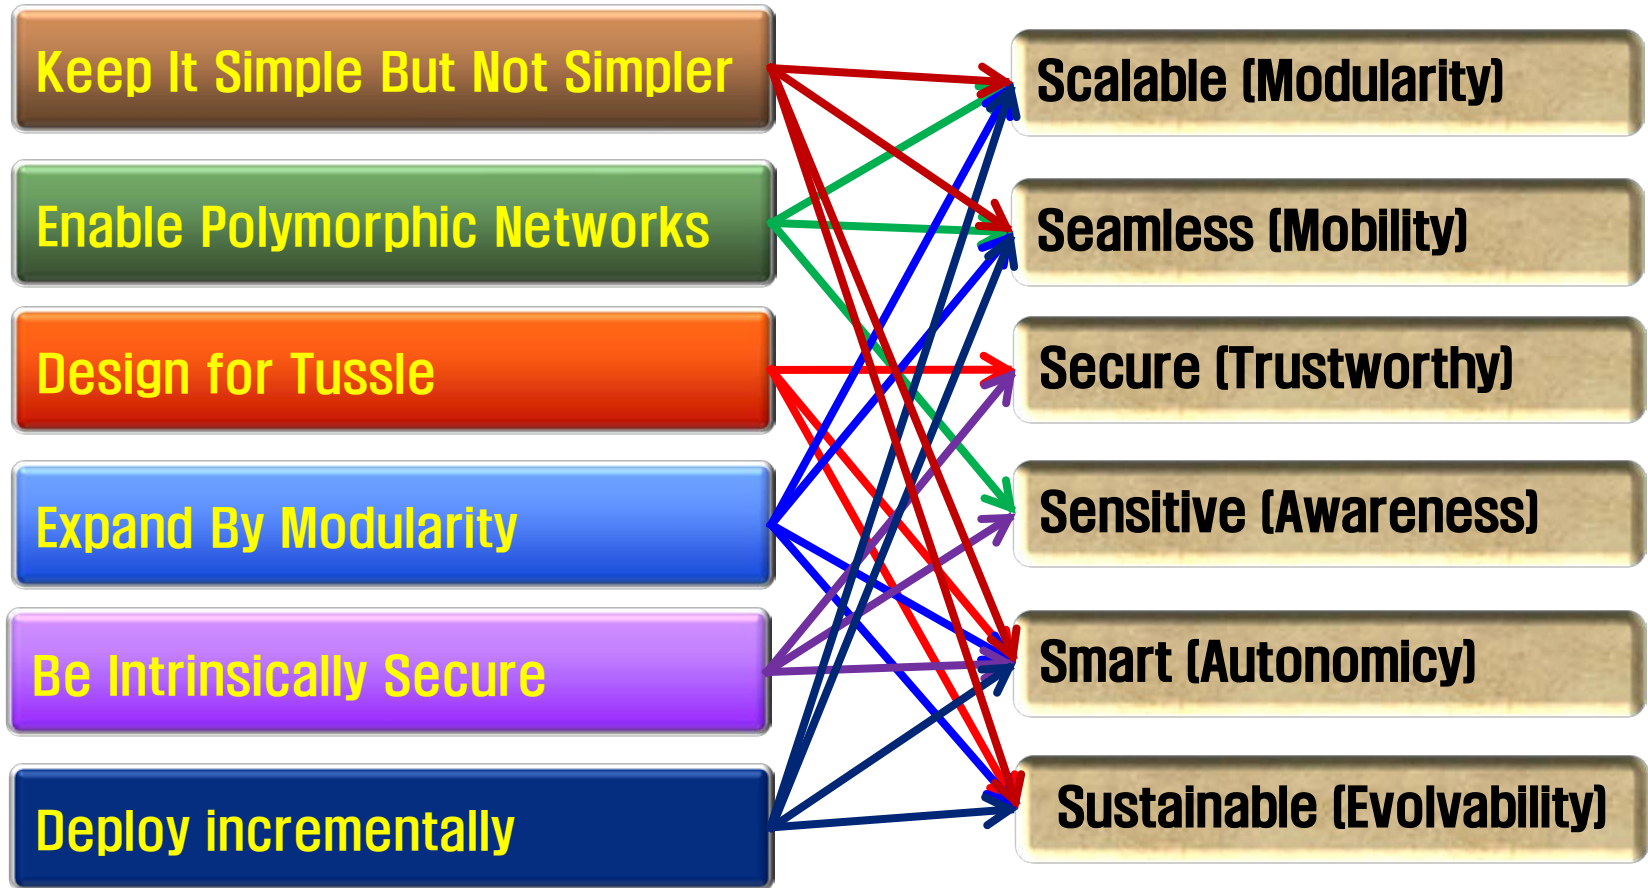 Keep It Simple But Not Simpler
Enable Polymorphic Networks
Design for Tussle
Expand By Modularity
Be Intrinsically Secure
Deploy incrementally
Scalable (Modularity)
Seamless (Mobility)
Secure (Trustworthy)
Sensitive (Awareness)
Smart (Autonomicy)
Sustainable (Evolvability)